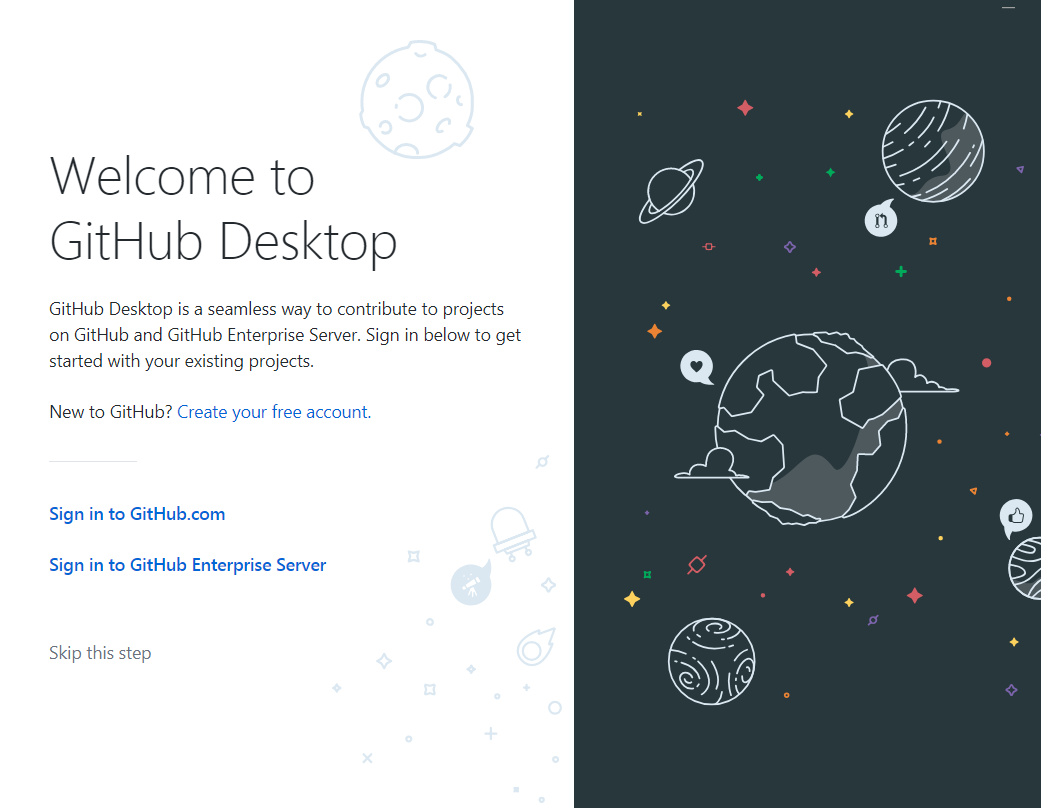 Welcome to
GitHub Desktop
GitHub Desktop is a seamless way to contribute to projects
on GitHub and GitHub Enterprise Server. Sign in below to get
started with your existing projects.
New to GitHub? Create your free account.
Sign in to GitHub.com
Sign in to GitHub Enterprise Server
Skip this step